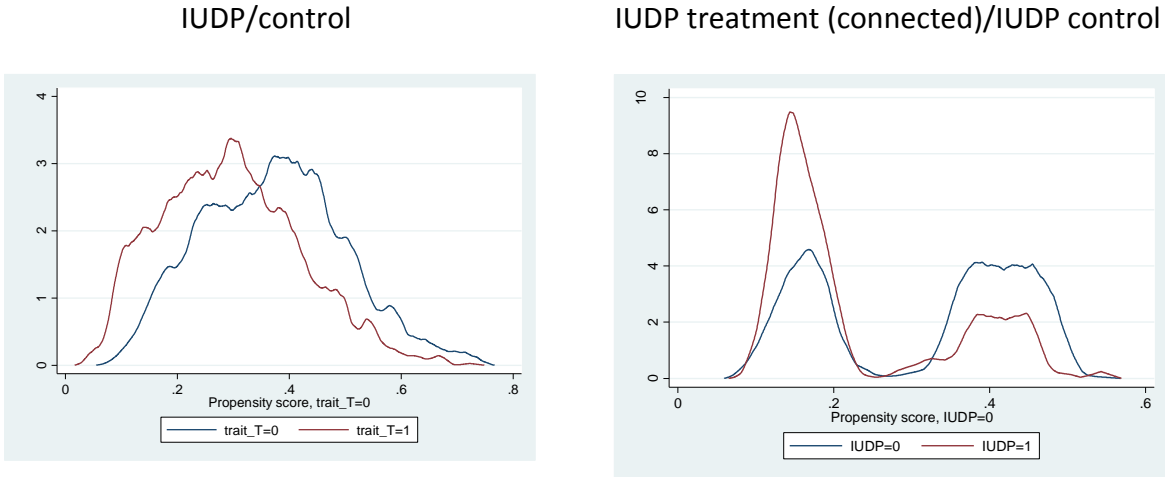 IUDP/control
IUDP treatment (connected)/IUDP control
4
3
2
1
0
0
.2
.4
.6
.8
Propensity score, trait_T=0
trait_T=0
trait_T=1
10
8
6
4
2
0
0
.2
.4
.6
Propensity score, IUDP=0
IUDP=0
IUDP=1